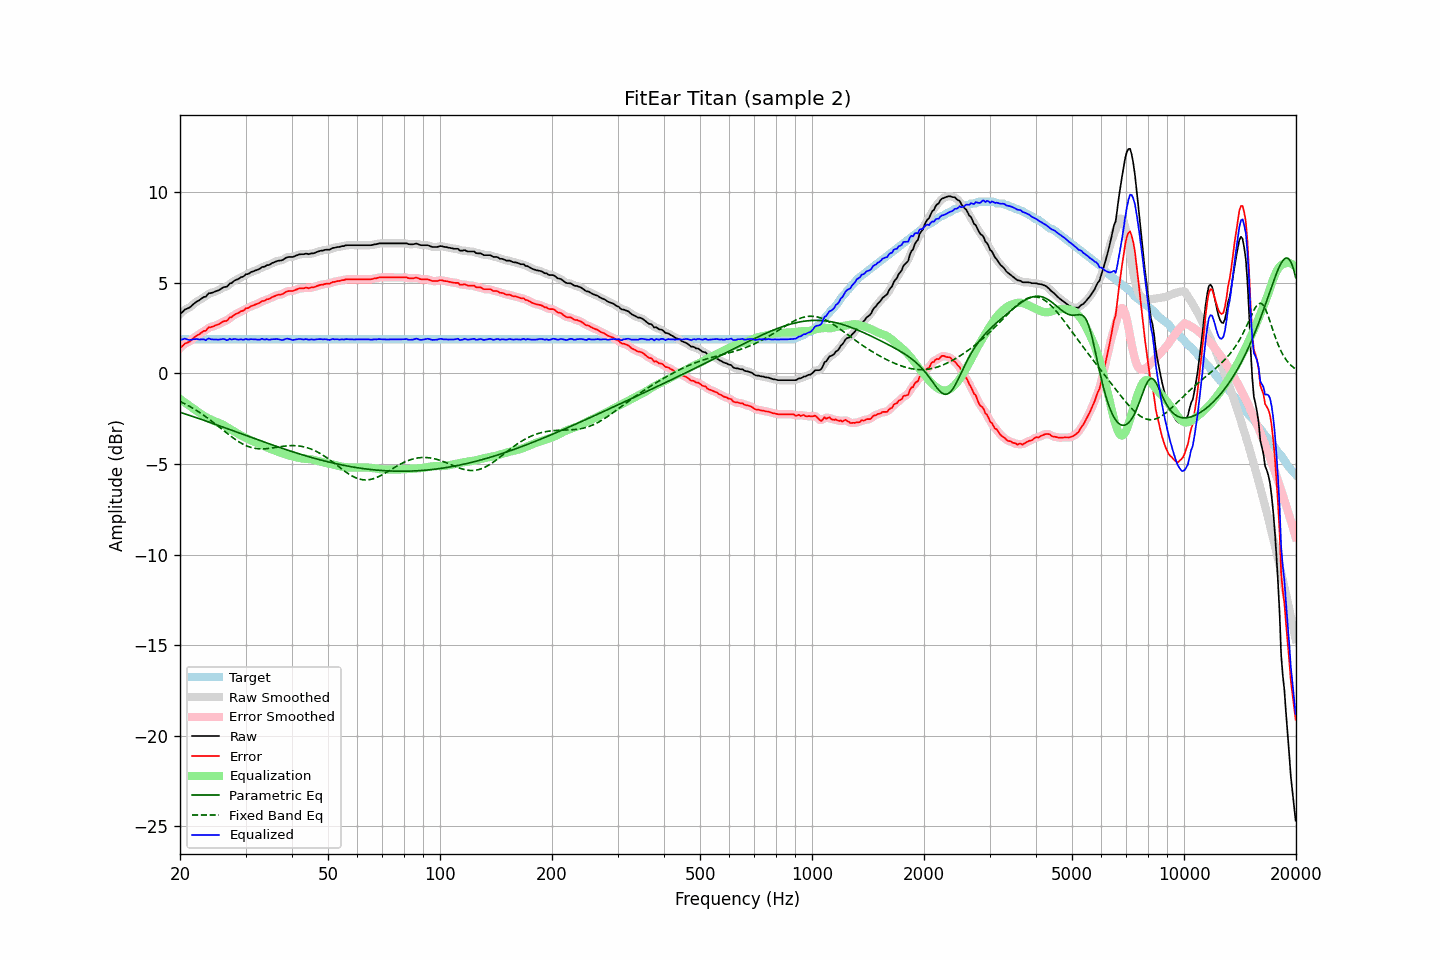 FitEar Titan (sample 2)
Amplitude (dBr)
10
5
0
−5
−10
−15
−20
−25
Target
Raw Smoothed
Error Smoothed
Raw
Error
Equalization
Parametric Eq
Fixed Band Eq
Equalized
20 50 100 200 500 1000 2000 5000 10000 20000
Frequency (Hz)